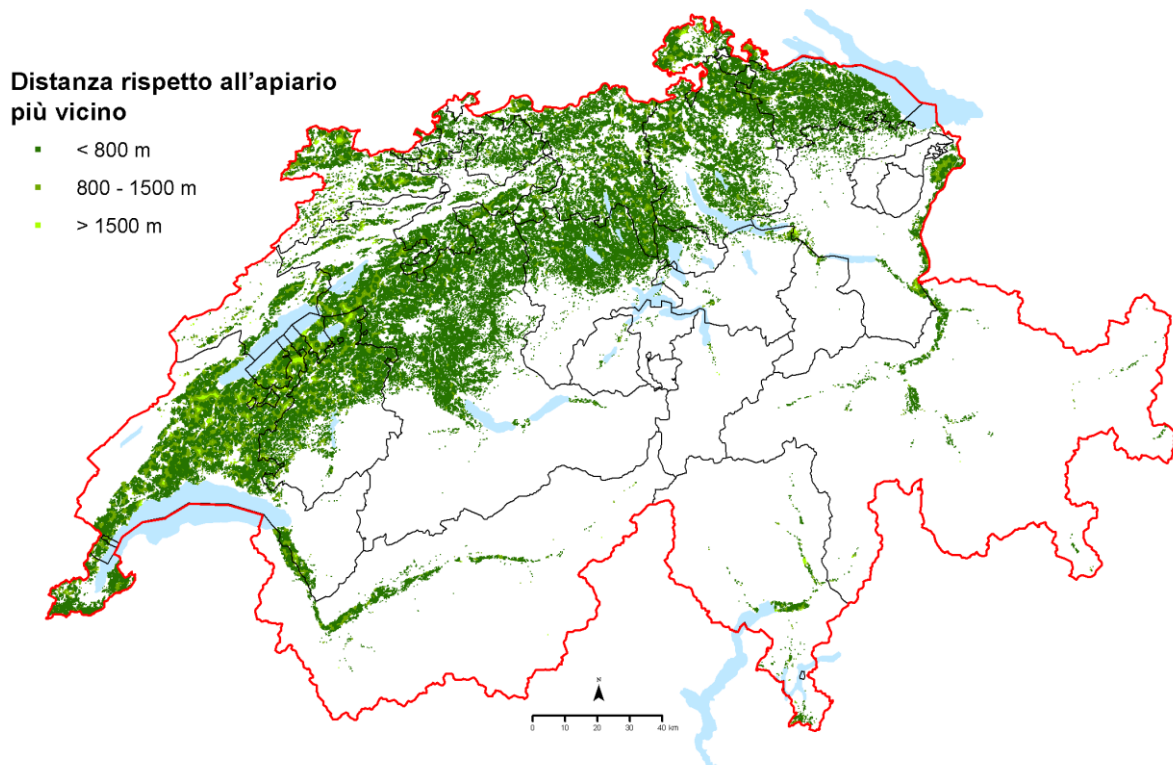 Distanza rispetto all'apiario
più vicino
< 800 m
800 - 1500 m
> 1500 m
N
0 10 20 30 40 km